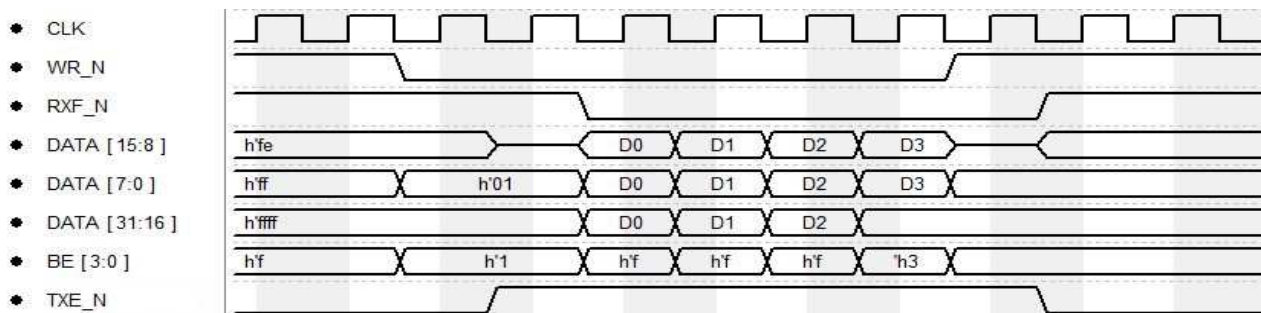 CLK
WR_N
RXF_N
DATA [ 15:8 ] h'fe D0 D1 D2 D3
DATA [ 7:0 ] h'ff h'01 D0 D1 D2 D3
DATA [ 31:16 ] h'ffff D0 D1 D2
BE [ 3:0 ] h'f h'1 h'f h'f h'f 'h3
TXE_N